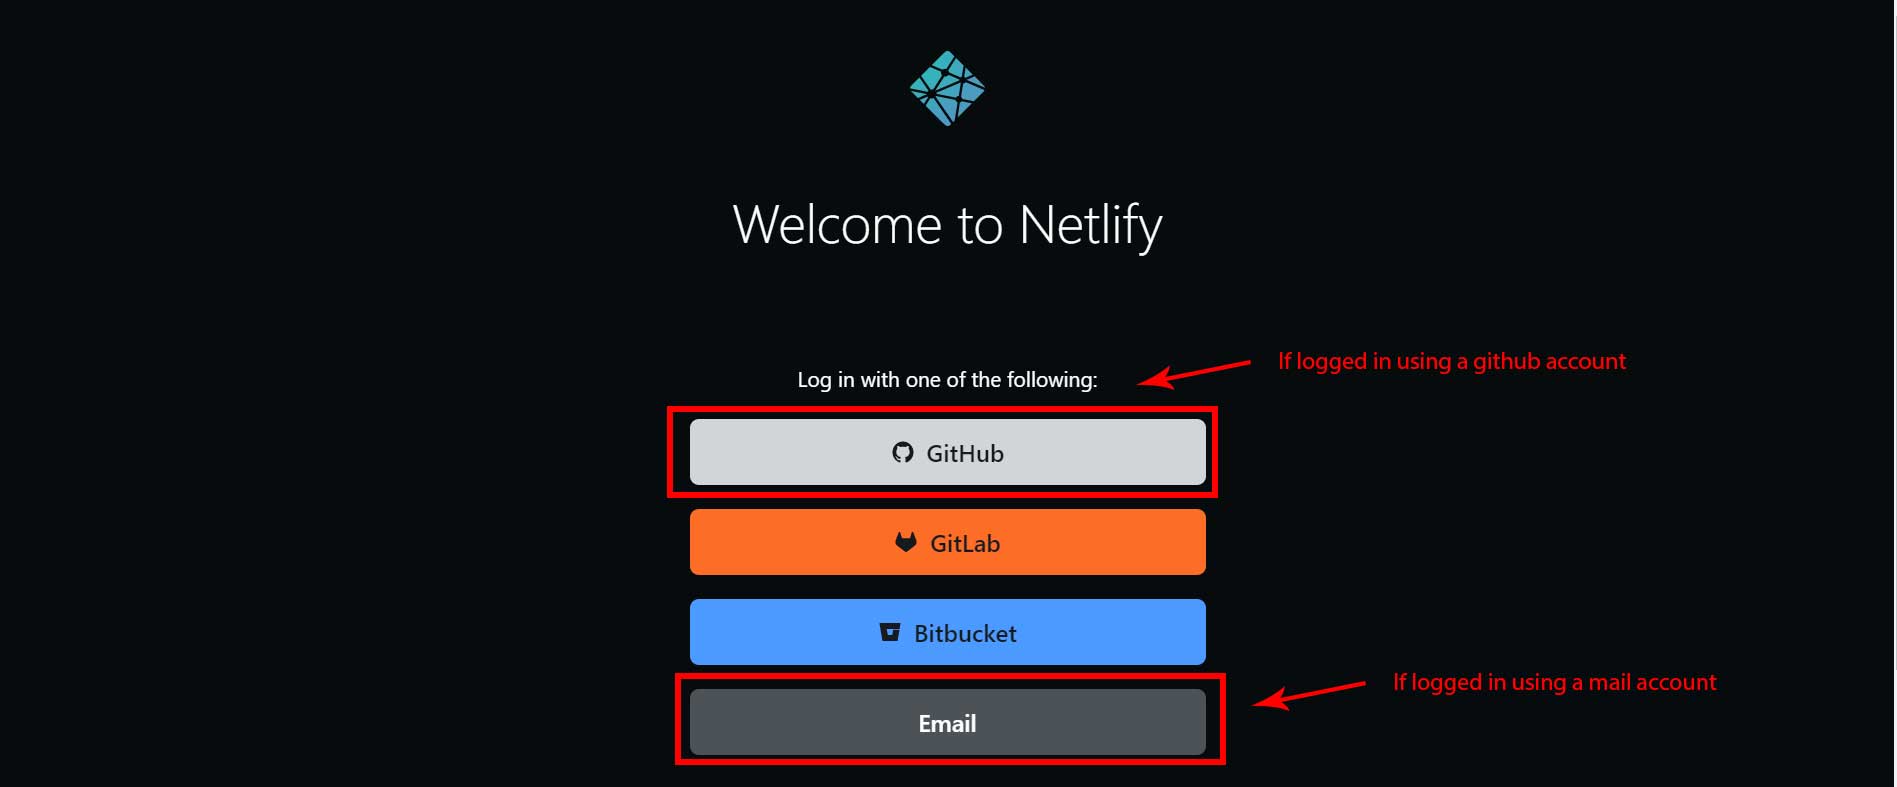 Welcome to Netlify
If logged in using a github account
Log in with one of the following:
GitHub
GitLab
Bitbucket
If logged in using a mail account
Email